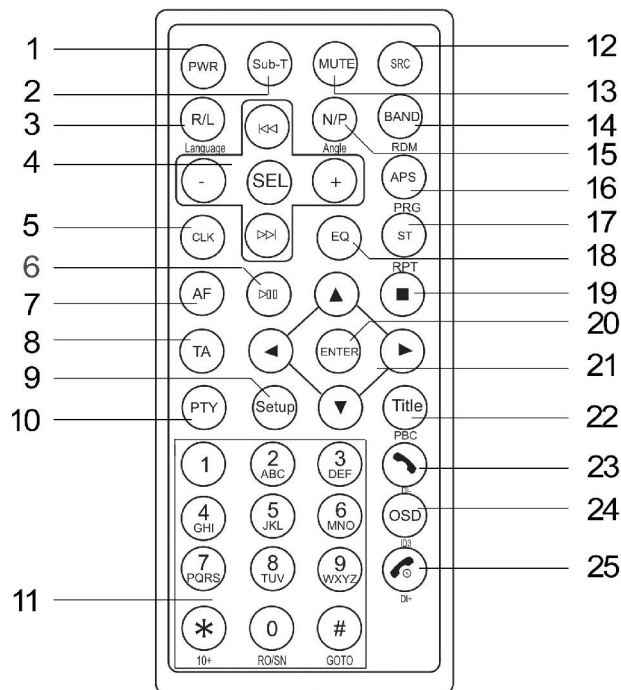 1 PWR Sub-T MUTE SRC 12
2 13
3 R/L N/P BAND 14
Language Angle RDM 15
4 - SEL + APS 16
PRG
5 CLK EQ ST 17
18
6 RPT
7 AF 19
20
8 TA ENTER 21
9
10 PTY Setup Title 22
PBC
1 2 ABC 3 DEF 23
DI-
4 GHI 5 JKL 6 MNO OSD 24
ID3
7 PQRS 8 TUV 9 WXYZ 25
11 DI+
* 0 #
10+ RO/SN GOTO